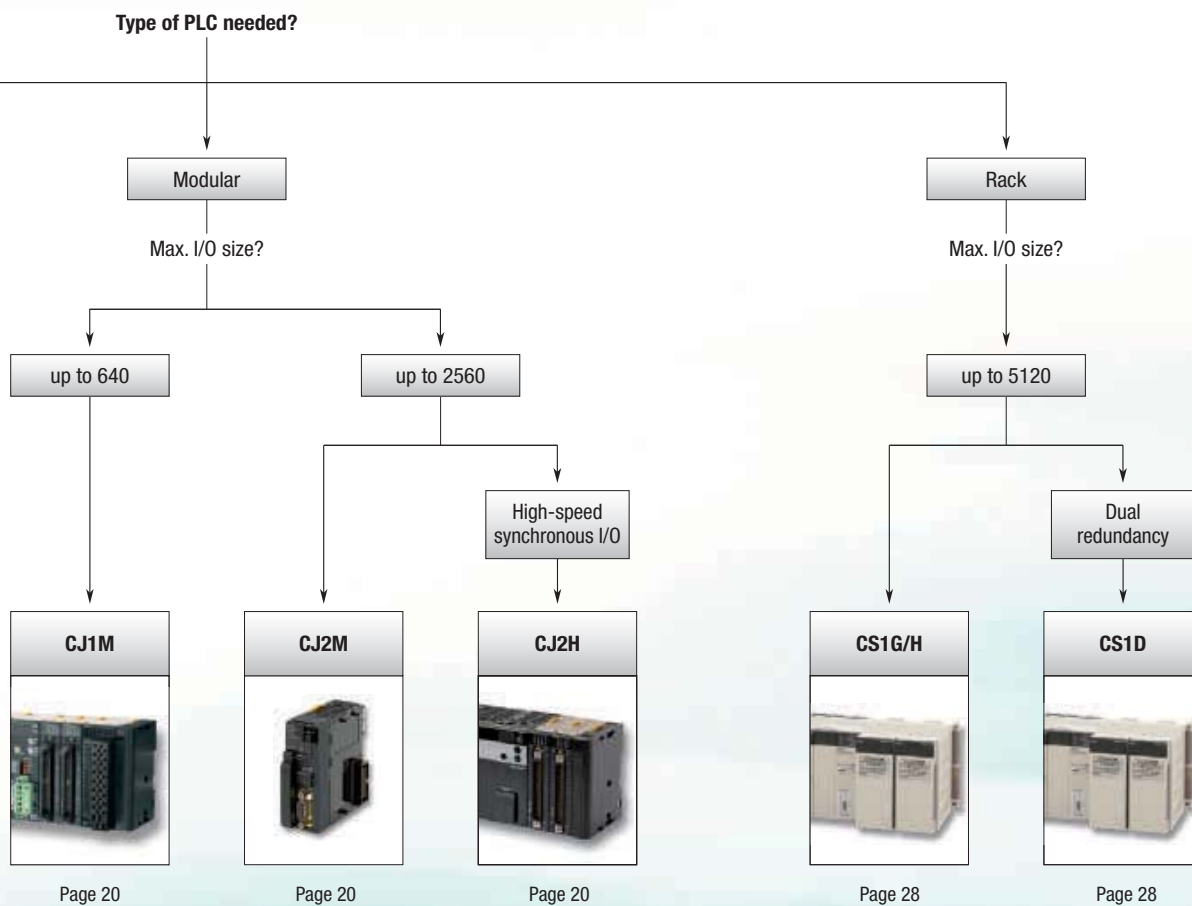 Type of PLC needed?
Modular
Rack
Max. I/O size?
Max. I/O size?
up to 640
up to 2560
up to 5120
High-speed
synchronous I/O
Dual
redundancy
CJ1M
CJ2M
CJ2H
CS1G/H
CS1D
Page 20
Page 20
Page 20
Page 28
Page 28